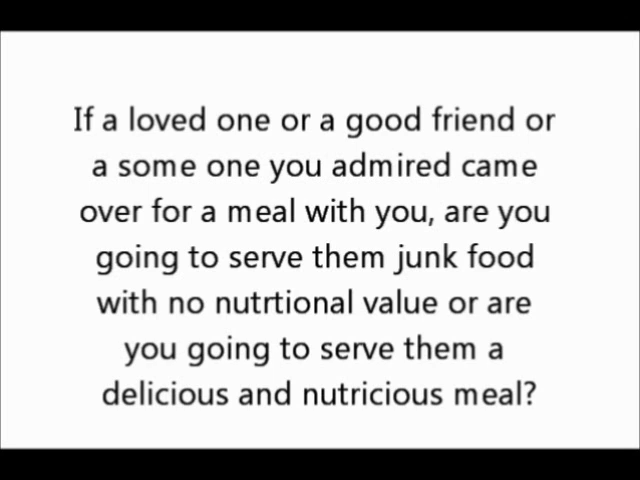 If a loved one or a good friend or
a some one you admired came
over for a meal with you, are you
going to serve them junk food
with no nutrtional value or are
you going to serve them a
delicious and nutricious meal?